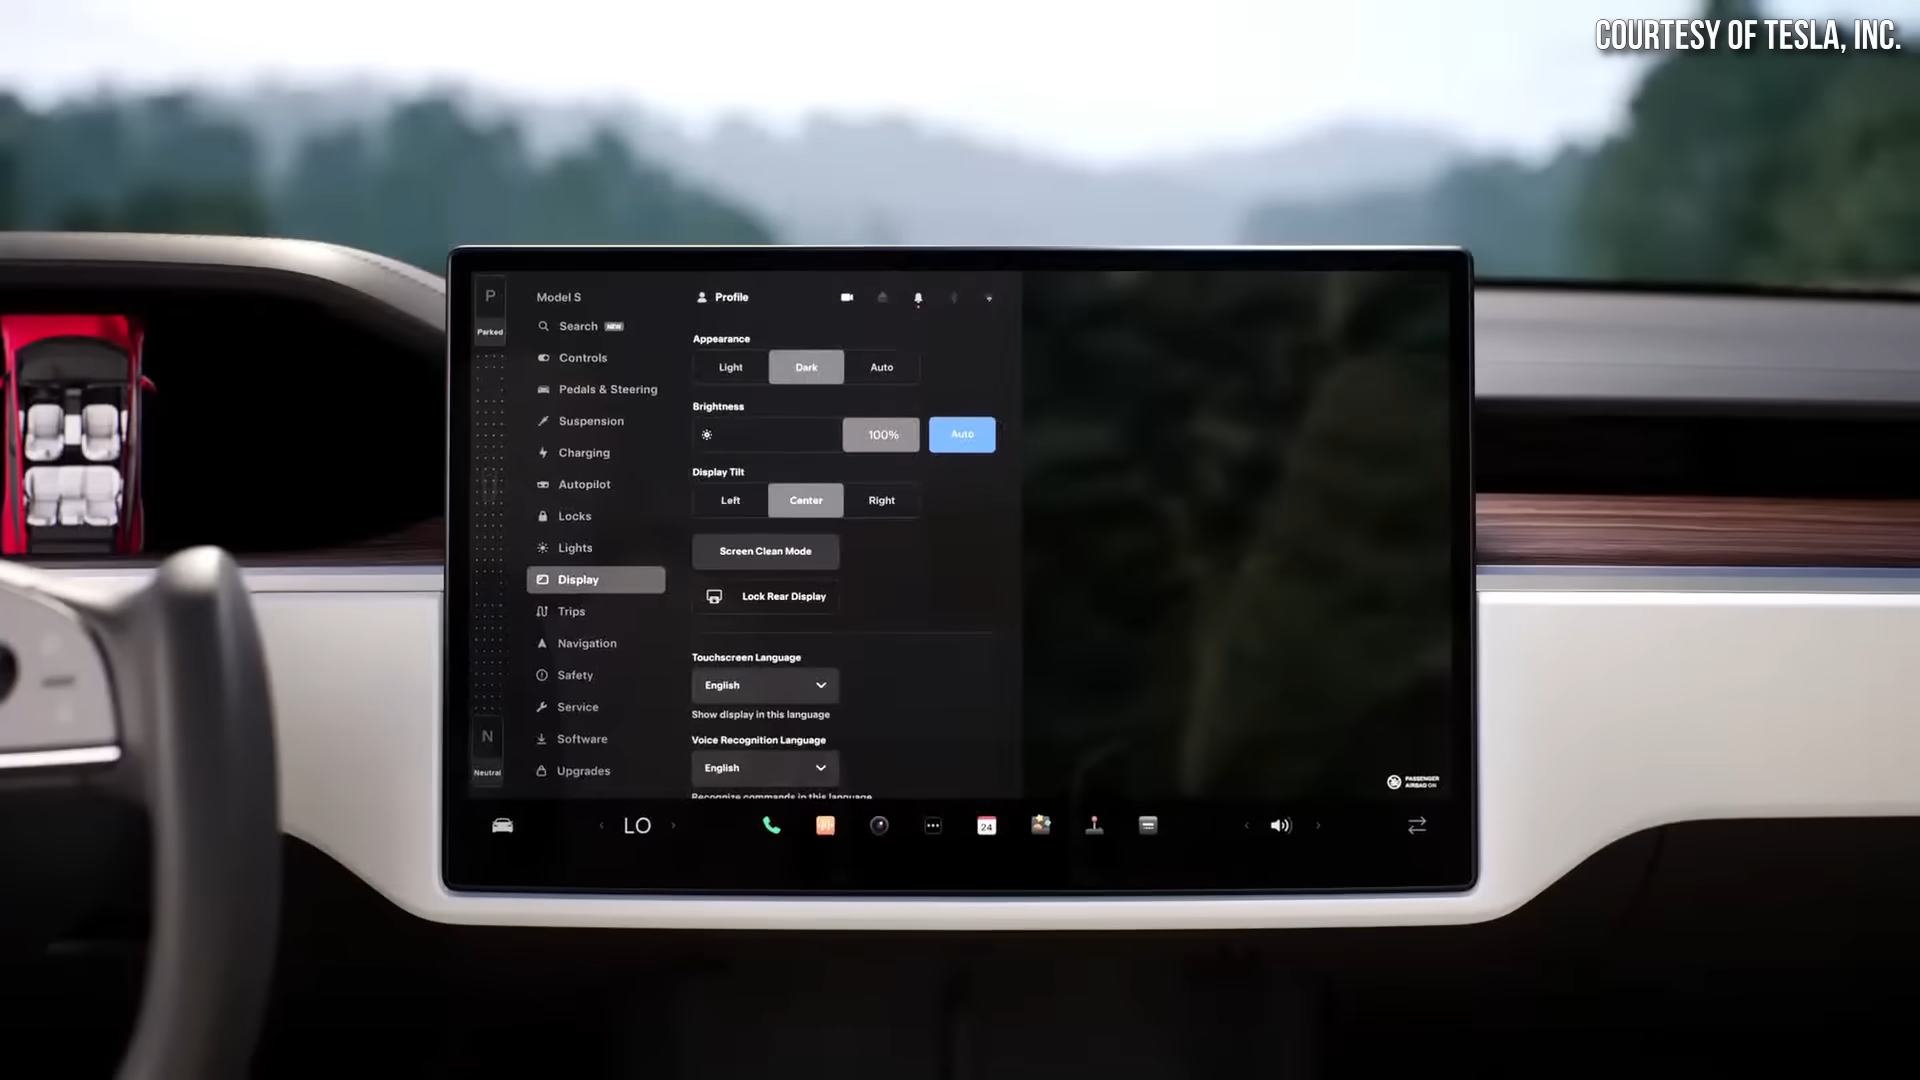 COURTESY OF TESLA, INC.
P
Parked
Model S
Search NEW
Controls
Pedals & Steering
Suspension
Charging
Autopilot
Locks
Lights
Display
Trips
Navigation
Safety
Service
Software
Upgrades
N
Neutral
Profile
Appearance
Light Dark Auto
Brightness
100% Auto
Display Tilt
Left Center Right
Screen Clean Mode
Lock Rear Display
Touchscreen Language
English
Show display in this language
Voice Recognition Language
English
Recognize commands in this language
PASSENGER
AIRBAG ON
LO
24